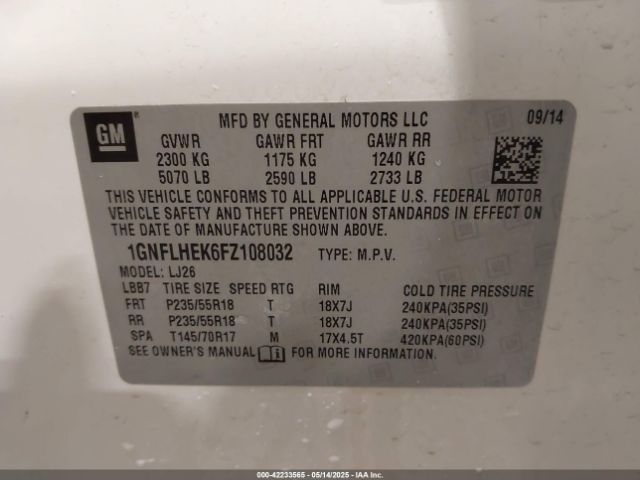 GM ®
MFD BY GENERAL MOTORS LLC 09/14
GVWR GAWR FRT GAWR RR
2300 KG 1175 KG 1240 KG
5070 LB 2590 LB 2733 LB
THIS VEHICLE CONFORMS TO ALL APPLICABLE U.S. FEDERAL MOTOR
VEHICLE SAFETY AND THEFT PREVENTION STANDARDS IN EFFECT ON
THE DATE OF MANUFACTURE SHOWN ABOVE.
1GNFLHEK6FZ108032 TYPE: M.P.V.
MODEL: LJ26
LBB7 TIRE SIZE SPEED RTG RIM COLD TIRE PRESSURE
FRT P235/55R18 T 18X7J 240KPA(35PSI)
RR P235/55R18 T 18X7J 240KPA(35PSI)
SPA T145/70R17 M 17X4.5T 420KPA(60PSI)
SEE OWNER'S MANUAL FOR MORE INFORMATION.
000-42233565 - 05/14/2025 - IAAI.COM